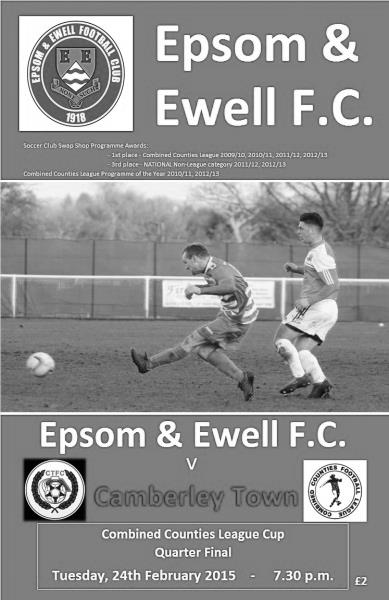 EPSOM & EWELL FOOTBALL CLUB
E E
NON SUCH
1918
Epsom &
Ewell F.C.
Soccer Club Swap Shop Programme Awards:
- 1st place - Combined Counties League 2009/10, 2010/11, 2011/12, 2012/13
- 3rd place - NATIONAL Non-League category 2011/12, 2012/13
Combined Counties League Programme of the Year 2010/11, 2012/13
Epsom & Ewell F.C.
V
CTFC
Camberley Town
COMBINED COUNTIES FOOTBALL LEAGUE
Combined Counties League Cup
Quarter Final
Tuesday, 24th February 2015 - 7.30 p.m.
£2